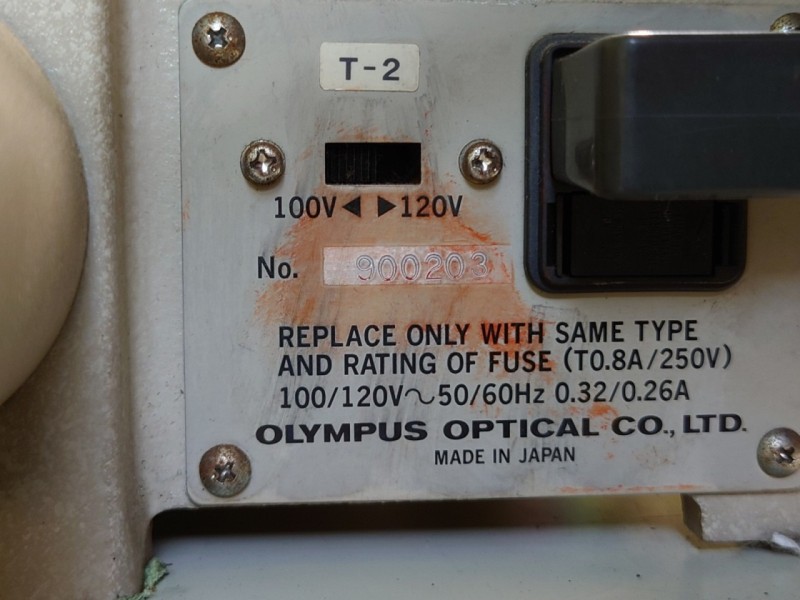 T-2
100V◀ ▶120V
No. 900203
REPLACE ONLY WITH SAME TYPE
AND RATING OF FUSE (T0.8A/250V)
100/120V～50/60Hz 0.32/0.26A
OLYMPUS OPTICAL CO., LTD.
MADE IN JAPAN